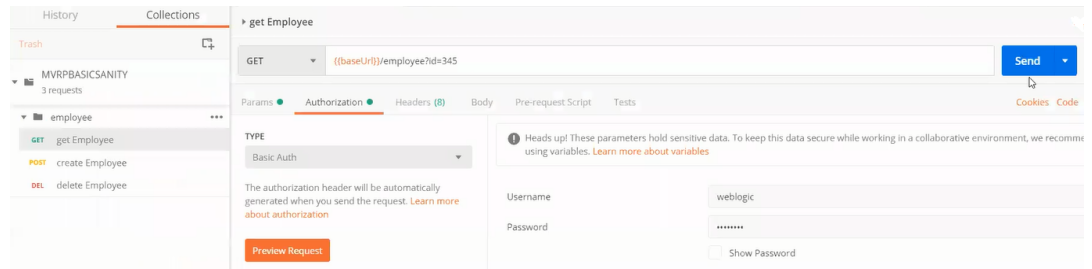 History
Collections
Trash
MVRPBASICSANITY
3 requests
employee
GET get Employee
POST create Employee
DEL delete Employee
get Employee
GET
{{baseUrl}}/employee?id=345
Send
Params
Authorization
Headers (8)
Body
Pre-request Script
Tests
Cookies
Code
TYPE
Basic Auth
The authorization header will be automatically
generated when you send the request. Learn more
about authorization
Preview Request
Heads up! These parameters hold sensitive data. To keep this data secure while working in a collaborative environment, we recomme
using variables. Learn more about variables
Username
weblogic
Password
••••••••
Show Password